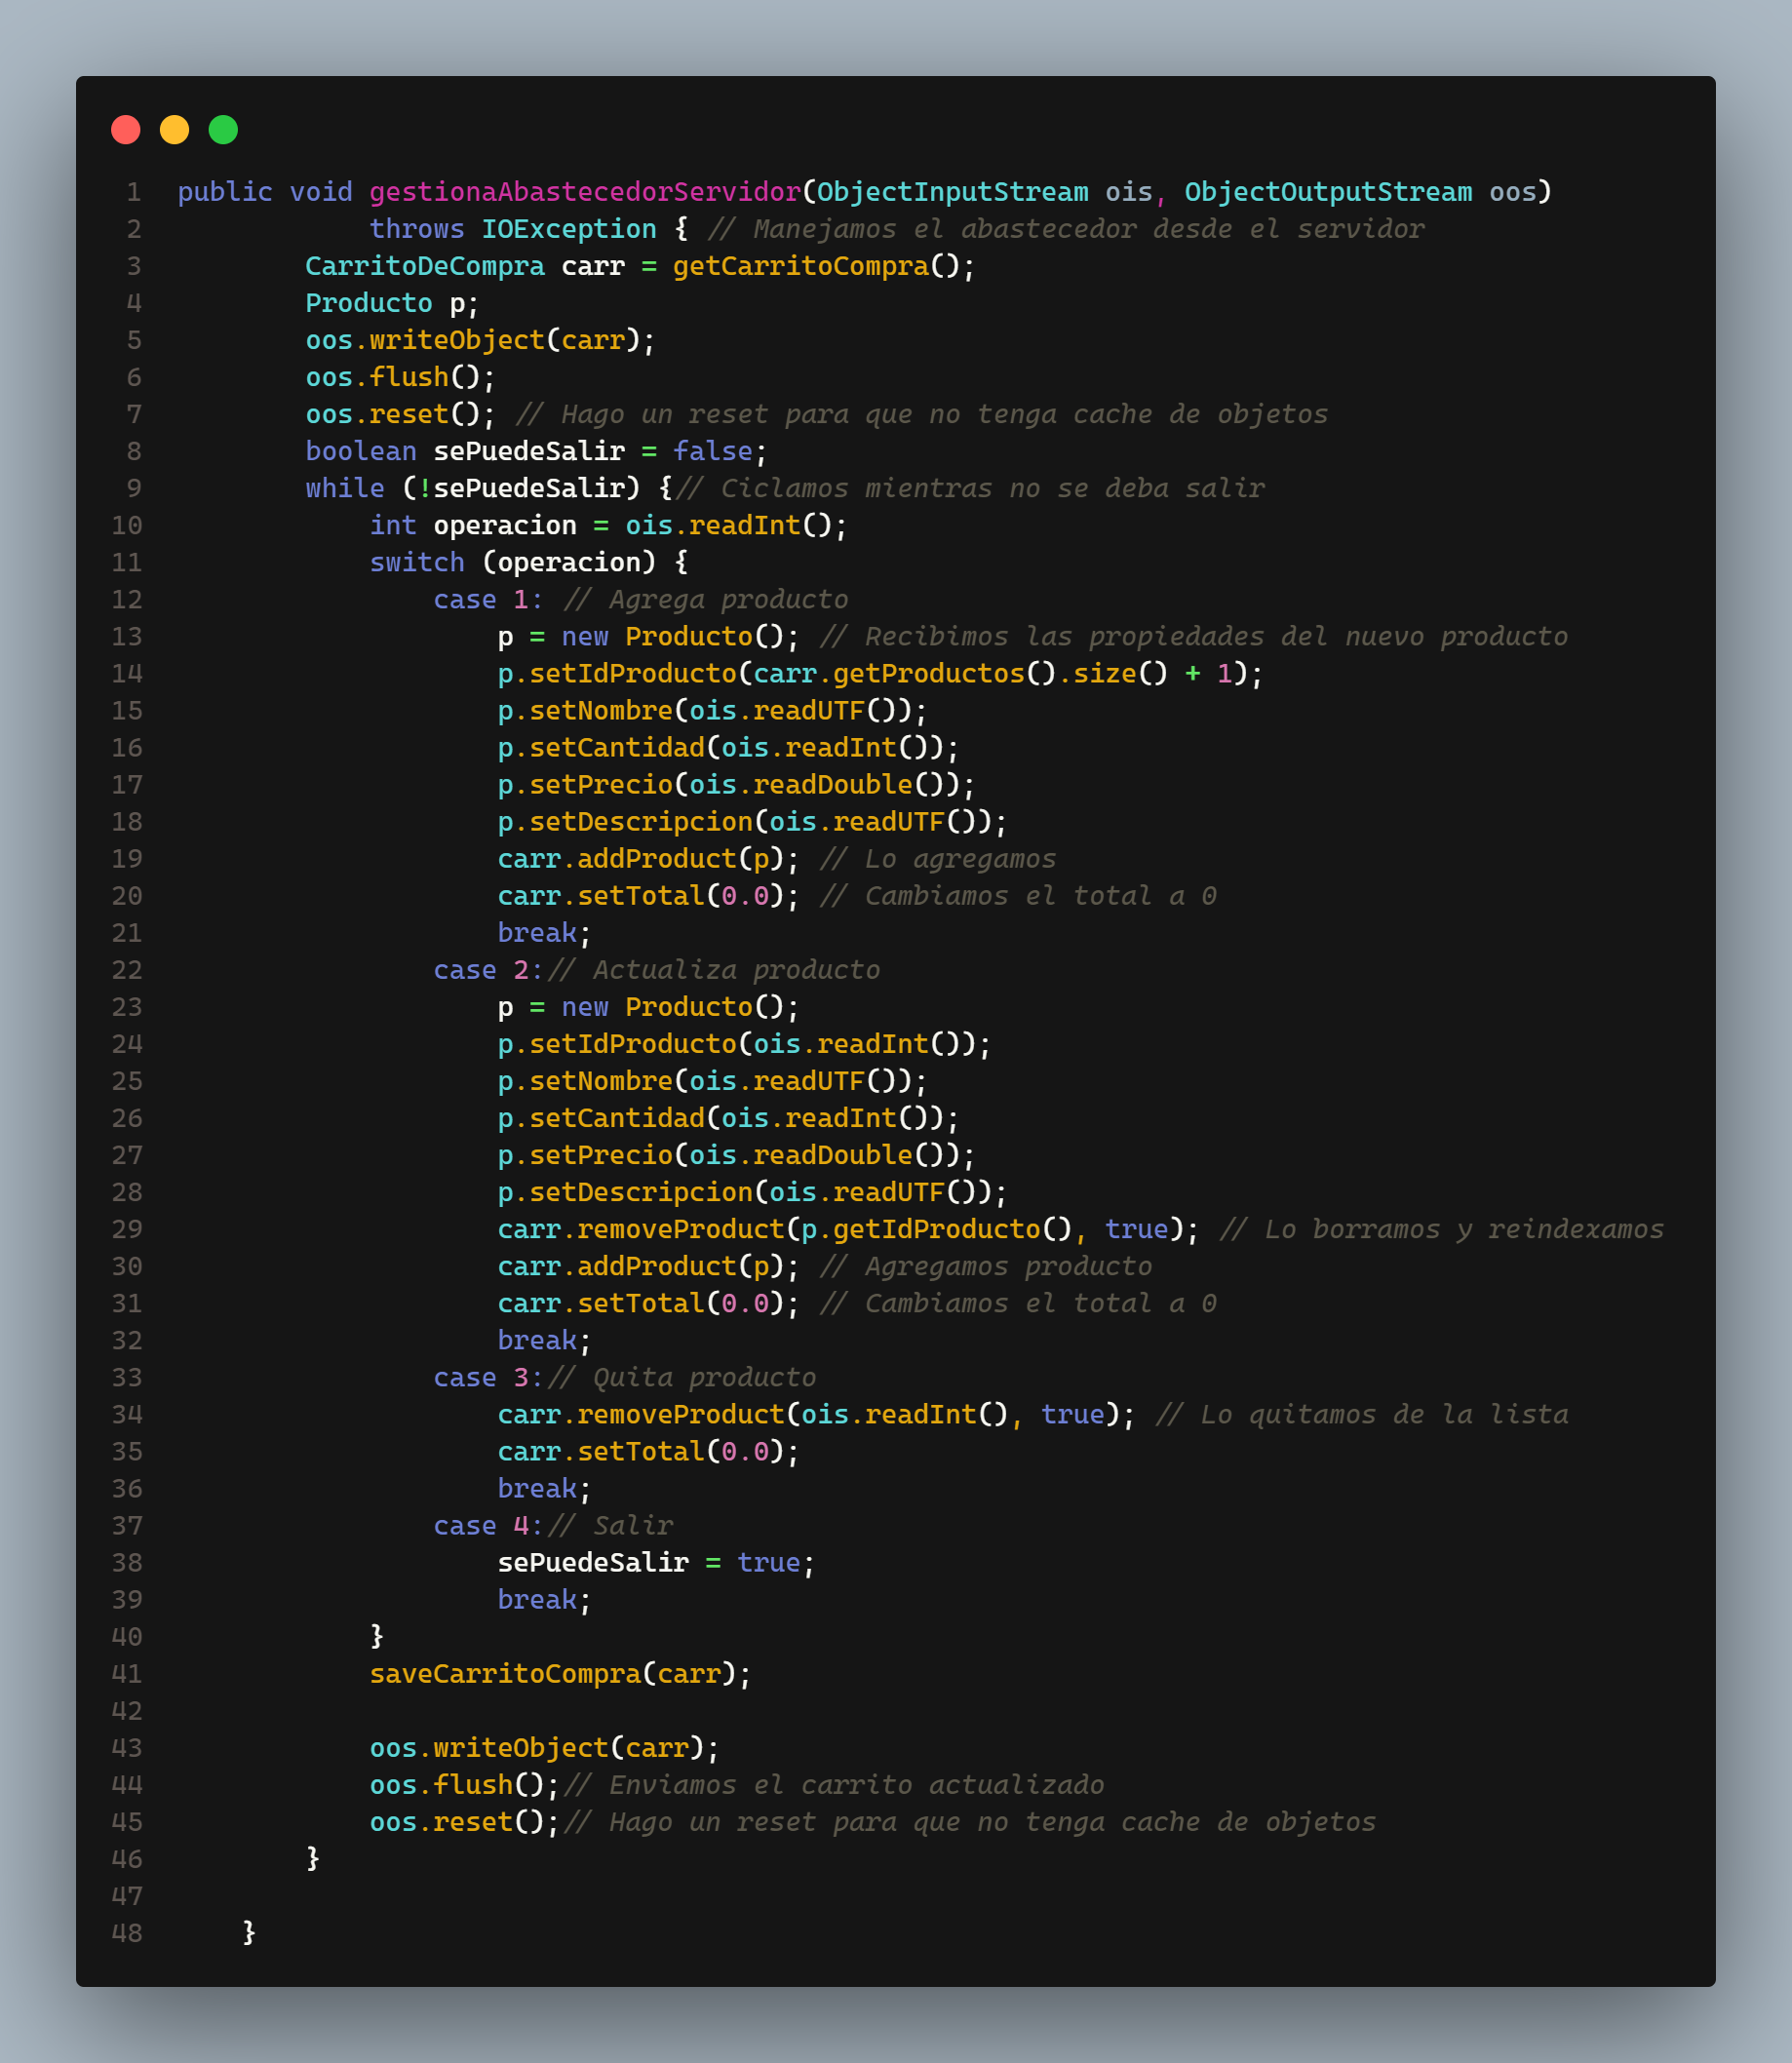 1 public void gestionaAbastecedorServidor(ObjectInputStream ois, ObjectOutputStream oos)
2             throws IOException { // Manejamos el abastecedor desde el servidor
3         CarritoDeCompra carr = getCarritoCompra();
4         Producto p;
5         oos.writeObject(carr);
6         oos.flush();
7         oos.reset(); // Hago un reset para que no tenga cache de objetos
8         boolean sePuedeSalir = false;
9         while (!sePuedeSalir) {// Ciclamos mientras no se deba salir
10             int operacion = ois.readInt();
11             switch (operacion) {
12                 case 1: // Agrega producto
13                     p = new Producto(); // Recibimos las propiedades del nuevo producto
14                     p.setIdProducto(carr.getProductos().size() + 1);
15                     p.setNombre(ois.readUTF());
16                     p.setCantidad(ois.readInt());
17                     p.setPrecio(ois.readDouble());
18                     p.setDescripcion(ois.readUTF());
19                     carr.addProduct(p); // Lo agregamos
20                     carr.setTotal(0.0); // Cambiamos el total a 0
21                     break;
22                 case 2:// Actualiza producto
23                     p = new Producto();
24                     p.setIdProducto(ois.readInt());
25                     p.setNombre(ois.readUTF());
26                     p.setCantidad(ois.readInt());
27                     p.setPrecio(ois.readDouble());
28                     p.setDescripcion(ois.readUTF());
29                     carr.removeProduct(p.getIdProducto(), true); // Lo borramos y reindexamos
30                     carr.addProduct(p); // Agregamos producto
31                     carr.setTotal(0.0); // Cambiamos el total a 0
32                     break;
33                 case 3:// Quita producto
34                     carr.removeProduct(ois.readInt(), true); // Lo quitamos de la lista
35                     carr.setTotal(0.0);
36                     break;
37                 case 4:// Salir
38                     sePuedeSalir = true;
39                     break;
40             }
41             saveCarritoCompra(carr);
42
43             oos.writeObject(carr);
44             oos.flush();// Enviamos el carrito actualizado
45             oos.reset();// Hago un reset para que no tenga cache de objetos
46         }
47
48     }